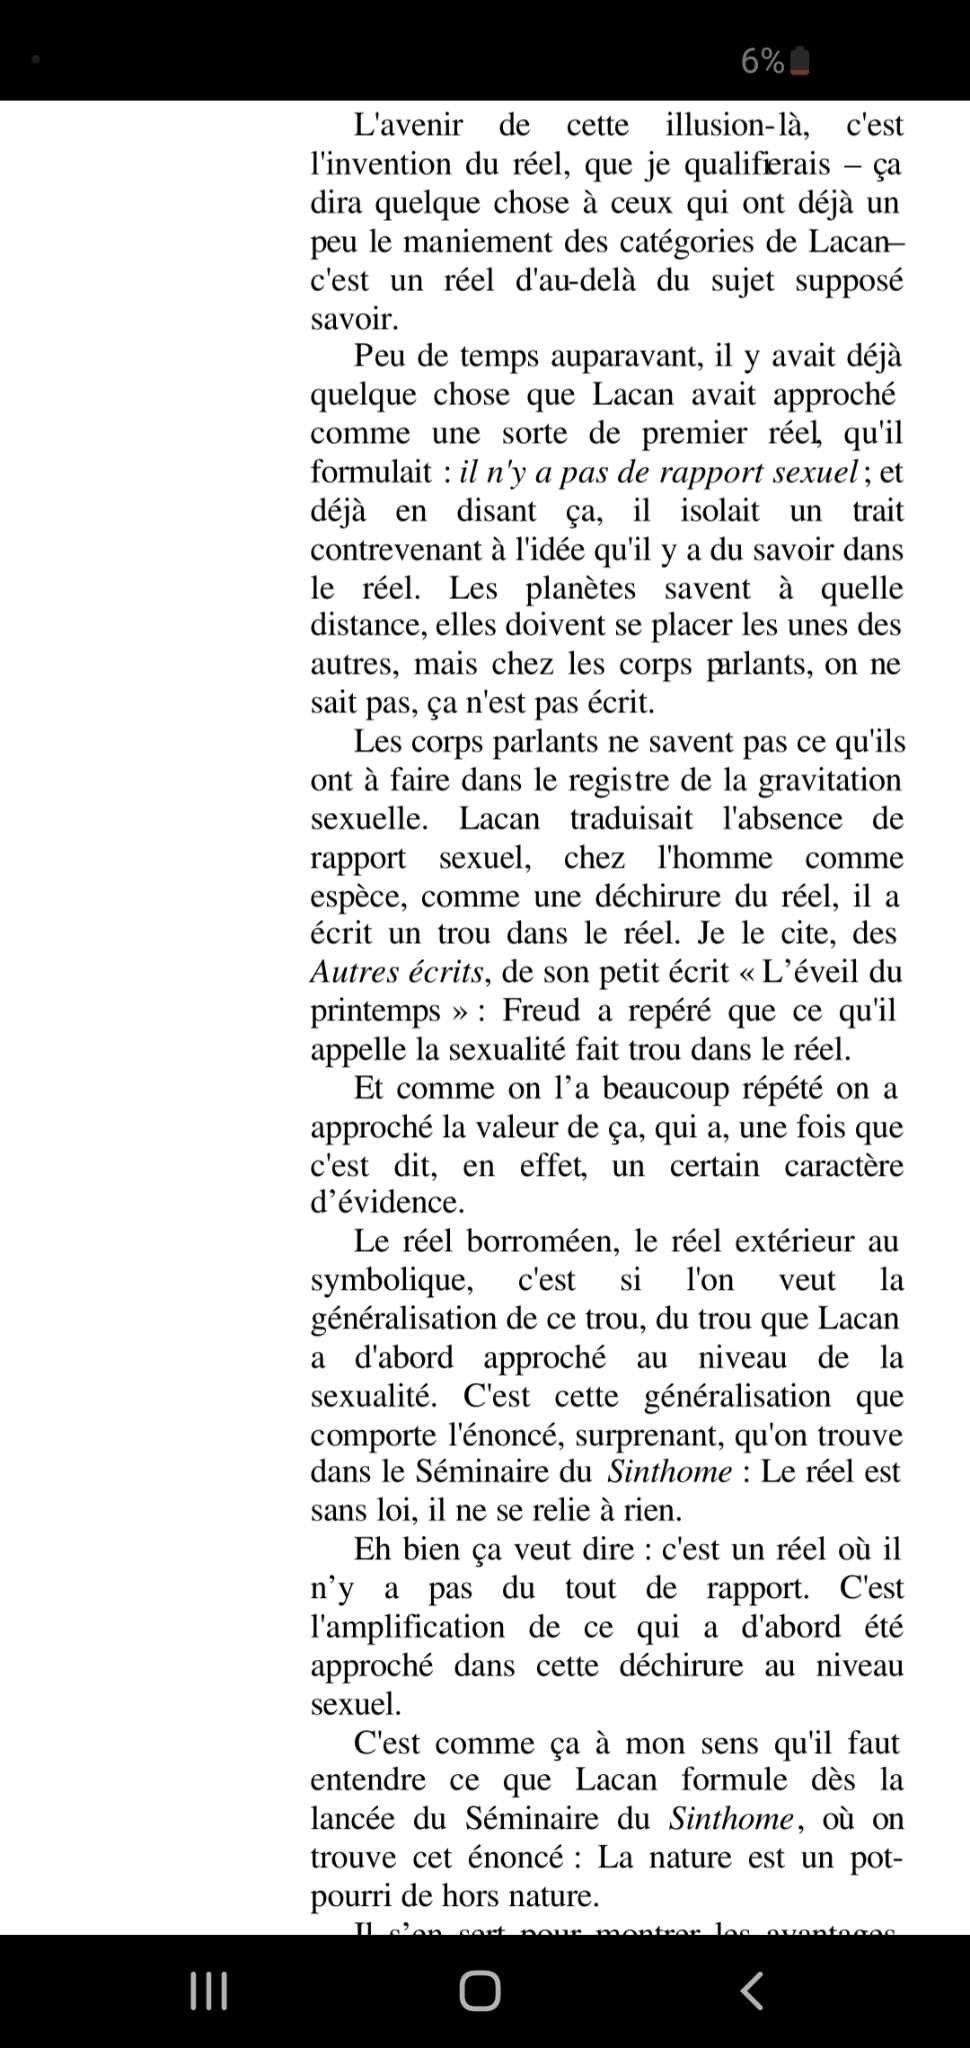 6%
L'avenir de cette illusion-là, c'est
l'invention du réel, que je qualifierais – ça
dira quelque chose à ceux qui ont déjà un
peu le maniement des catégories de Lacan–
c'est un réel d'au-delà du sujet supposé
savoir.
Peu de temps auparavant, il y avait déjà
quelque chose que Lacan avait approché
comme une sorte de premier réel, qu'il
formulait : il n'y a pas de rapport sexuel ; et
déjà en disant ça, il isolait un trait
contrevenant à l'idée qu'il y a du savoir dans
le réel. Les planètes savent à quelle
distance, elles doivent se placer les unes des
autres, mais chez les corps parlants, on ne
sait pas, ça n'est pas écrit.
Les corps parlants ne savent pas ce qu'ils
ont à faire dans le registre de la gravitation
sexuelle. Lacan traduisait l'absence de
rapport sexuel, chez l'homme comme
espèce, comme une déchirure du réel, il a
écrit un trou dans le réel. Je le cite, des
Autres écrits, de son petit écrit « L’éveil du
printemps » : Freud a repéré que ce qu'il
appelle la sexualité fait trou dans le réel.
Et comme on l’a beaucoup répété on a
approché la valeur de ça, qui a, une fois que
c'est dit, en effet, un certain caractère
d’évidence.
Le réel borroméen, le réel extérieur au
symbolique, c'est si l'on veut la
généralisation de ce trou, du trou que Lacan
a d'abord approché au niveau de la
sexualité. C'est cette généralisation que
comporte l'énoncé, surprenant, qu'on trouve
dans le Séminaire du Sinthome : Le réel est
sans loi, il ne se relie à rien.
Eh bien ça veut dire : c'est un réel où il
n’y a pas du tout de rapport. C'est
l'amplification de ce qui a d'abord été
approché dans cette déchirure au niveau
sexuel.
C'est comme ça à mon sens qu'il faut
entendre ce que Lacan formule dès la
lancée du Séminaire du Sinthome, où on
trouve cet énoncé : La nature est un pot-
pourri de hors nature.
Il s’en sert pour montrer les avantages,